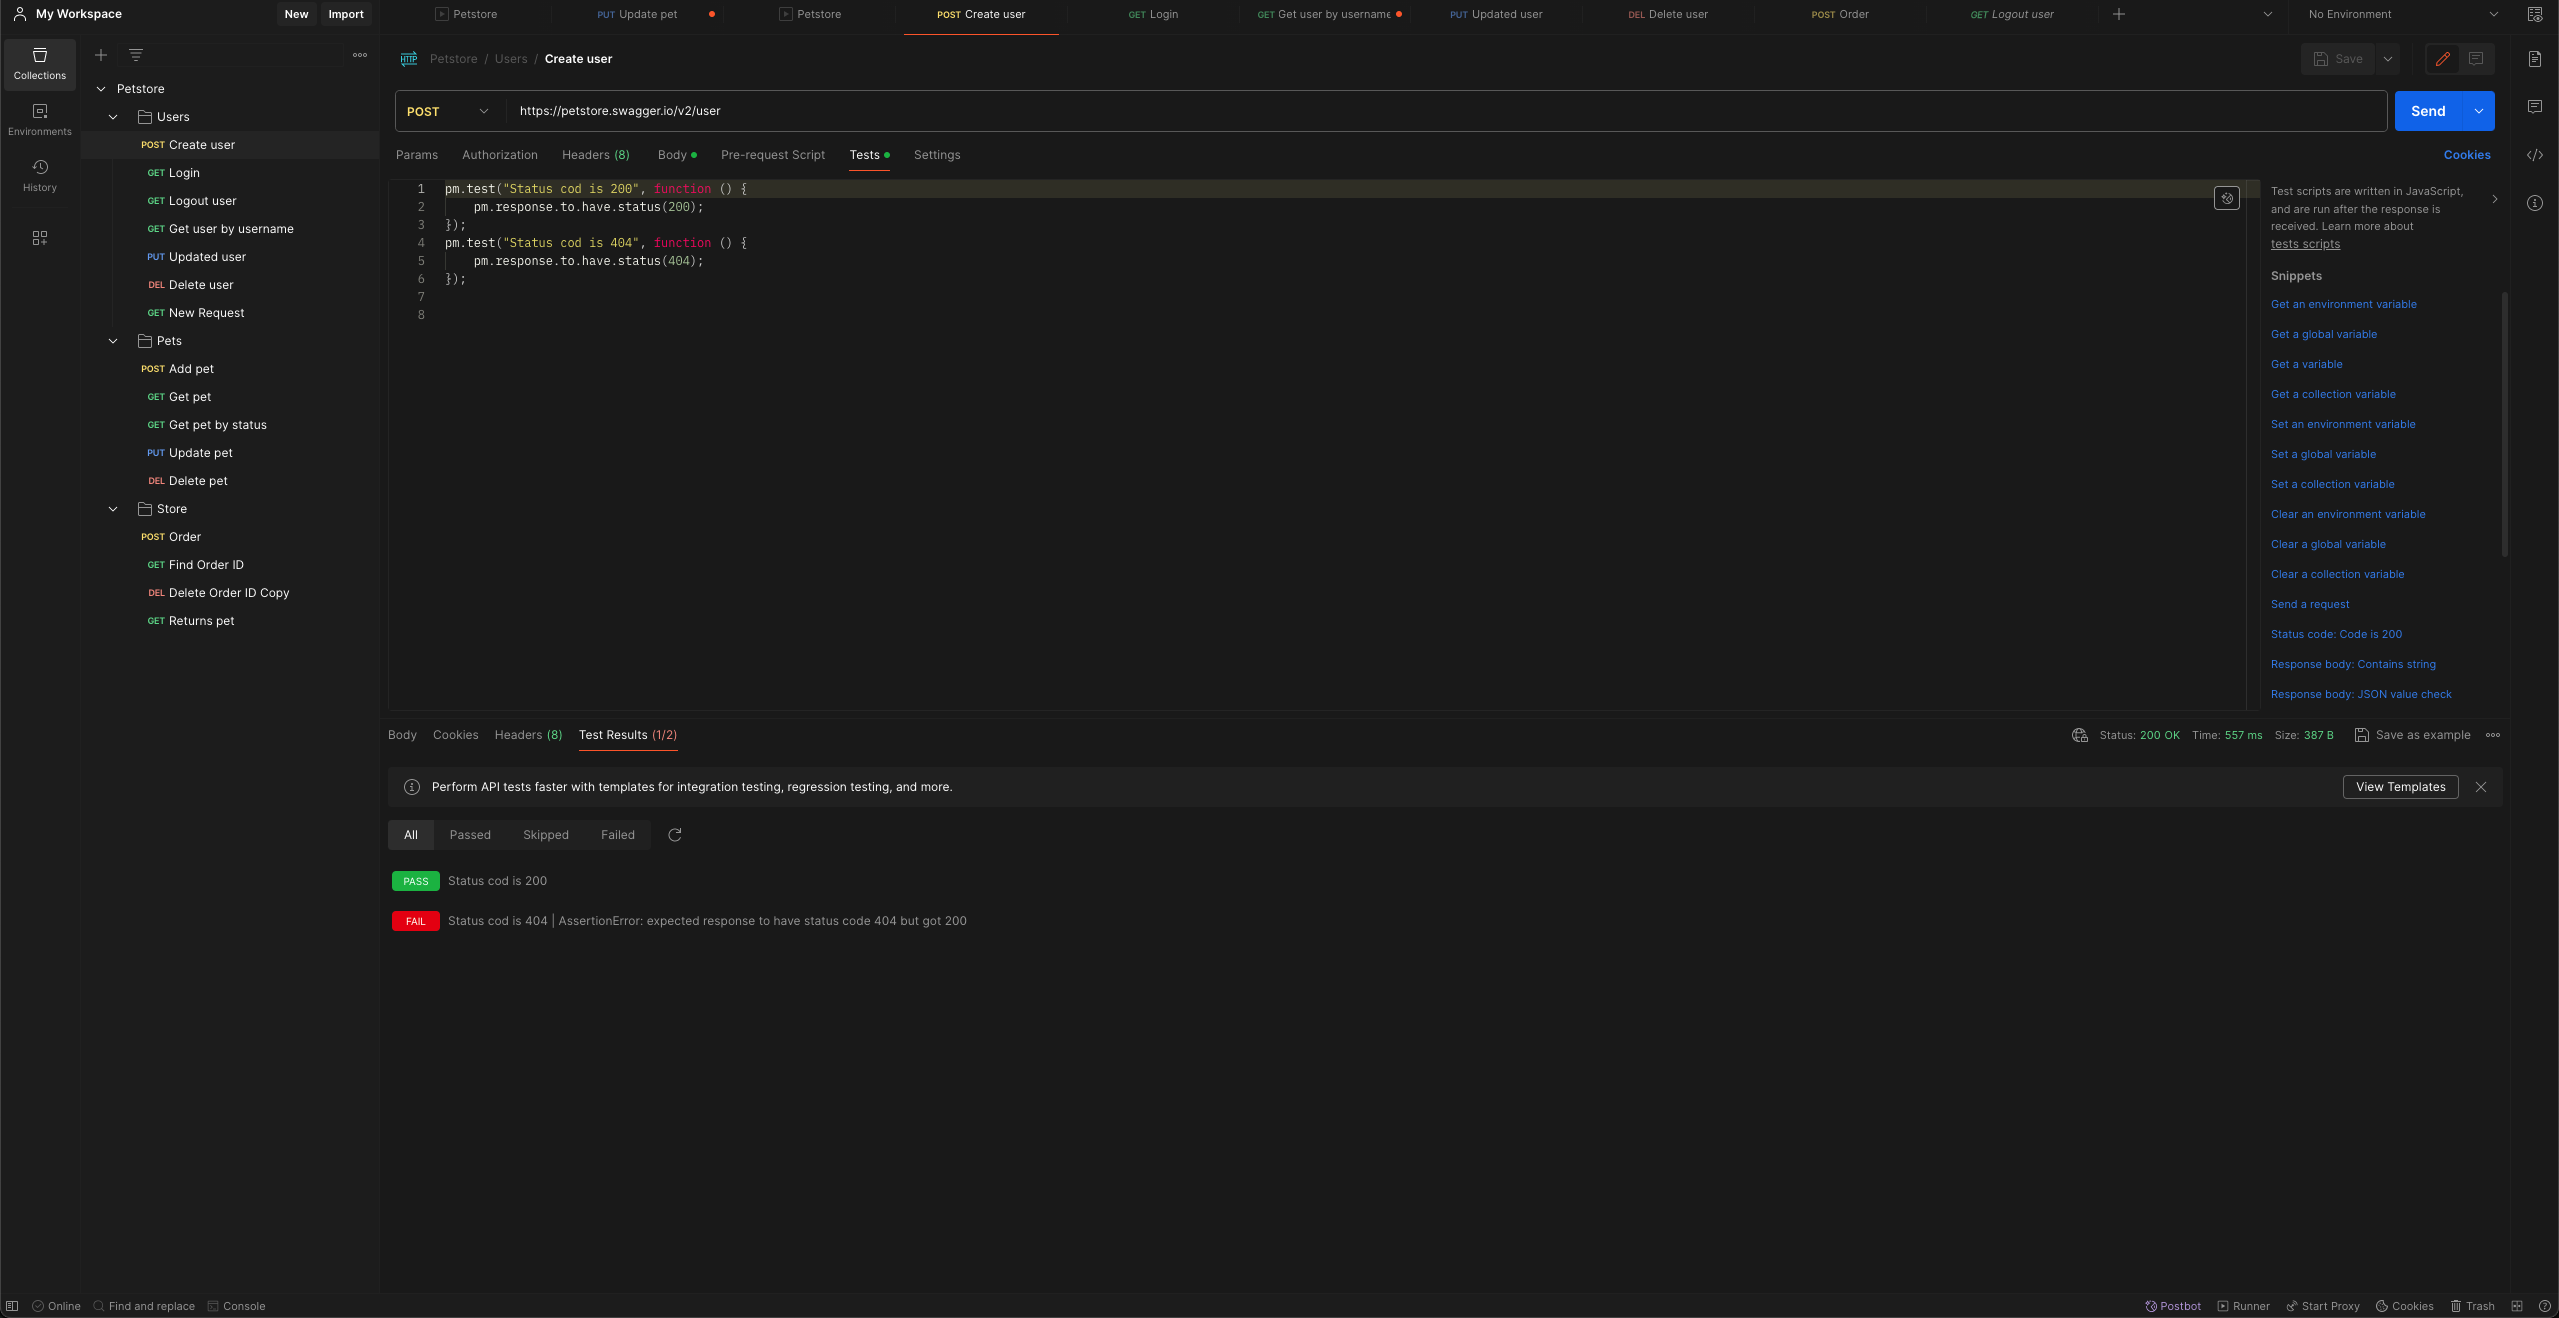 My Workspace
New
Import
Petstore
PUT Update pet
Petstore
POST Create user
GET Login
GET Get user by username
PUT Updated user
DEL Delete user
POST Order
GET Logout user
No Environment
Collections
Environments
History
Petstore
Users
POST Create user
GET Login
GET Logout user
GET Get user by username
PUT Updated user
DEL Delete user
GET New Request
Pets
POST Add pet
GET Get pet
GET Get pet by status
PUT Update pet
DEL Delete pet
Store
POST Order
GET Find Order ID
DEL Delete Order ID Copy
GET Returns pet
HTTP Petstore / Users / Create user
Save
POST
https://petstore.swagger.io/v2/user
Send
Params
Authorization
Headers (8)
Body
Pre-request Script
Tests
Settings
Cookies
1 pm.test("Status cod is 200", function () {
2 pm.response.to.have.status(200);
3 });
4 pm.test("Status cod is 404", function () {
5 pm.response.to.have.status(404);
6 });
7
8
Test scripts are written in JavaScript,
and are run after the response is
received. Learn more about
tests scripts
Snippets
Get an environment variable
Get a global variable
Get a variable
Get a collection variable
Set an environment variable
Set a global variable
Set a collection variable
Clear an environment variable
Clear a global variable
Clear a collection variable
Send a request
Status code: Code is 200
Response body: Contains string
Response body: JSON value check
Body
Cookies
Headers (8)
Test Results (1/2)
Status: 200 OK
Time: 557 ms
Size: 387 B
Save as example
Perform API tests faster with templates for integration testing, regression testing, and more.
View Templates
All
Passed
Skipped
Failed
PASS Status cod is 200
FAIL Status cod is 404 | AssertionError: expected response to have status code 404 but got 200
Online
Find and replace
Console
Postbot
Runner
Start Proxy
Cookies
Trash